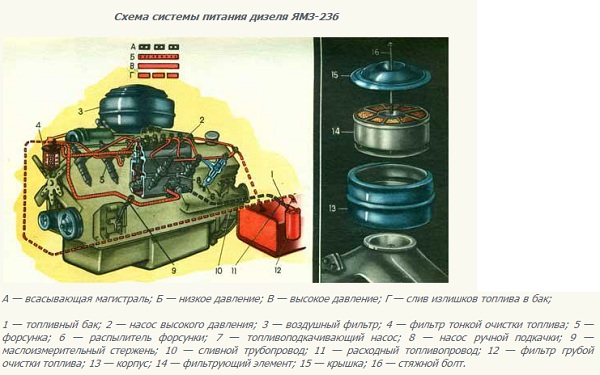 Схема системы питания дизеля ЯМЗ-236
А
Б
В
Г
16
15
3
2
4
14
1
5
13
9
10
11
12
А — всасывающая магистраль; Б — низкое давление; В — высокое давление; Г — слив излишков топлива в бак;
1 — топливный бак; 2 — насос высокого давления; 3 — воздушный фильтр; 4 — фильтр тонкой очистки топлива; 5 —
форсунка; 6 — распылитель форсунки; 7 — топливоподкачивающий насос; 8 — насос ручной подкачки; 9 —
маслоизмерительный стержень; 10 — сливной трубопровод; 11 — расходный топливопровод; 12 — фильтр грубой
очистки топлива; 13 — корпус; 14 — фильтрующий элемент; 15 — крышка; 16 — стяжной болт.